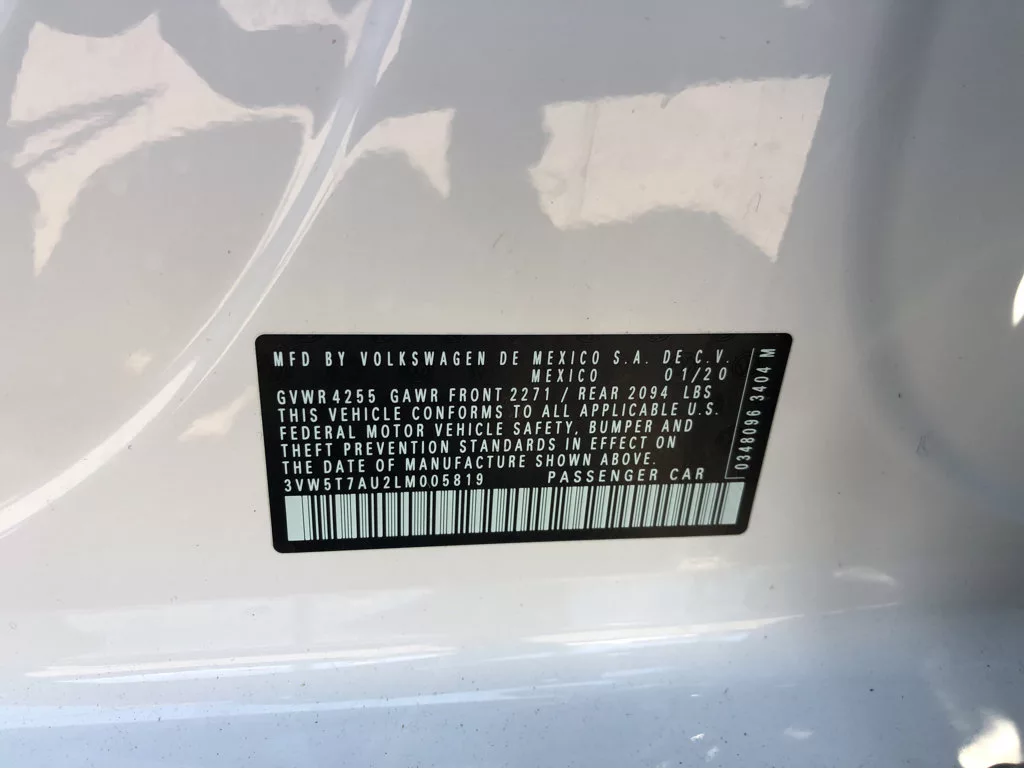 MFD BY VOLKSWAGEN DE MEXICO S.A. DE C.V.
MEXICO 01/20
GVWR 4255 GAWR FRONT 2271 / REAR 2094 LBS
THIS VEHICLE CONFORMS TO ALL APPLICABLE U.S.
FEDERAL MOTOR VEHICLE SAFETY, BUMPER AND
THEFT PREVENTION STANDARDS IN EFFECT ON
THE DATE OF MANUFACTURE SHOWN ABOVE.
3VW5T7AU2LM005819 PASSENGER CAR
0348096 3404 M